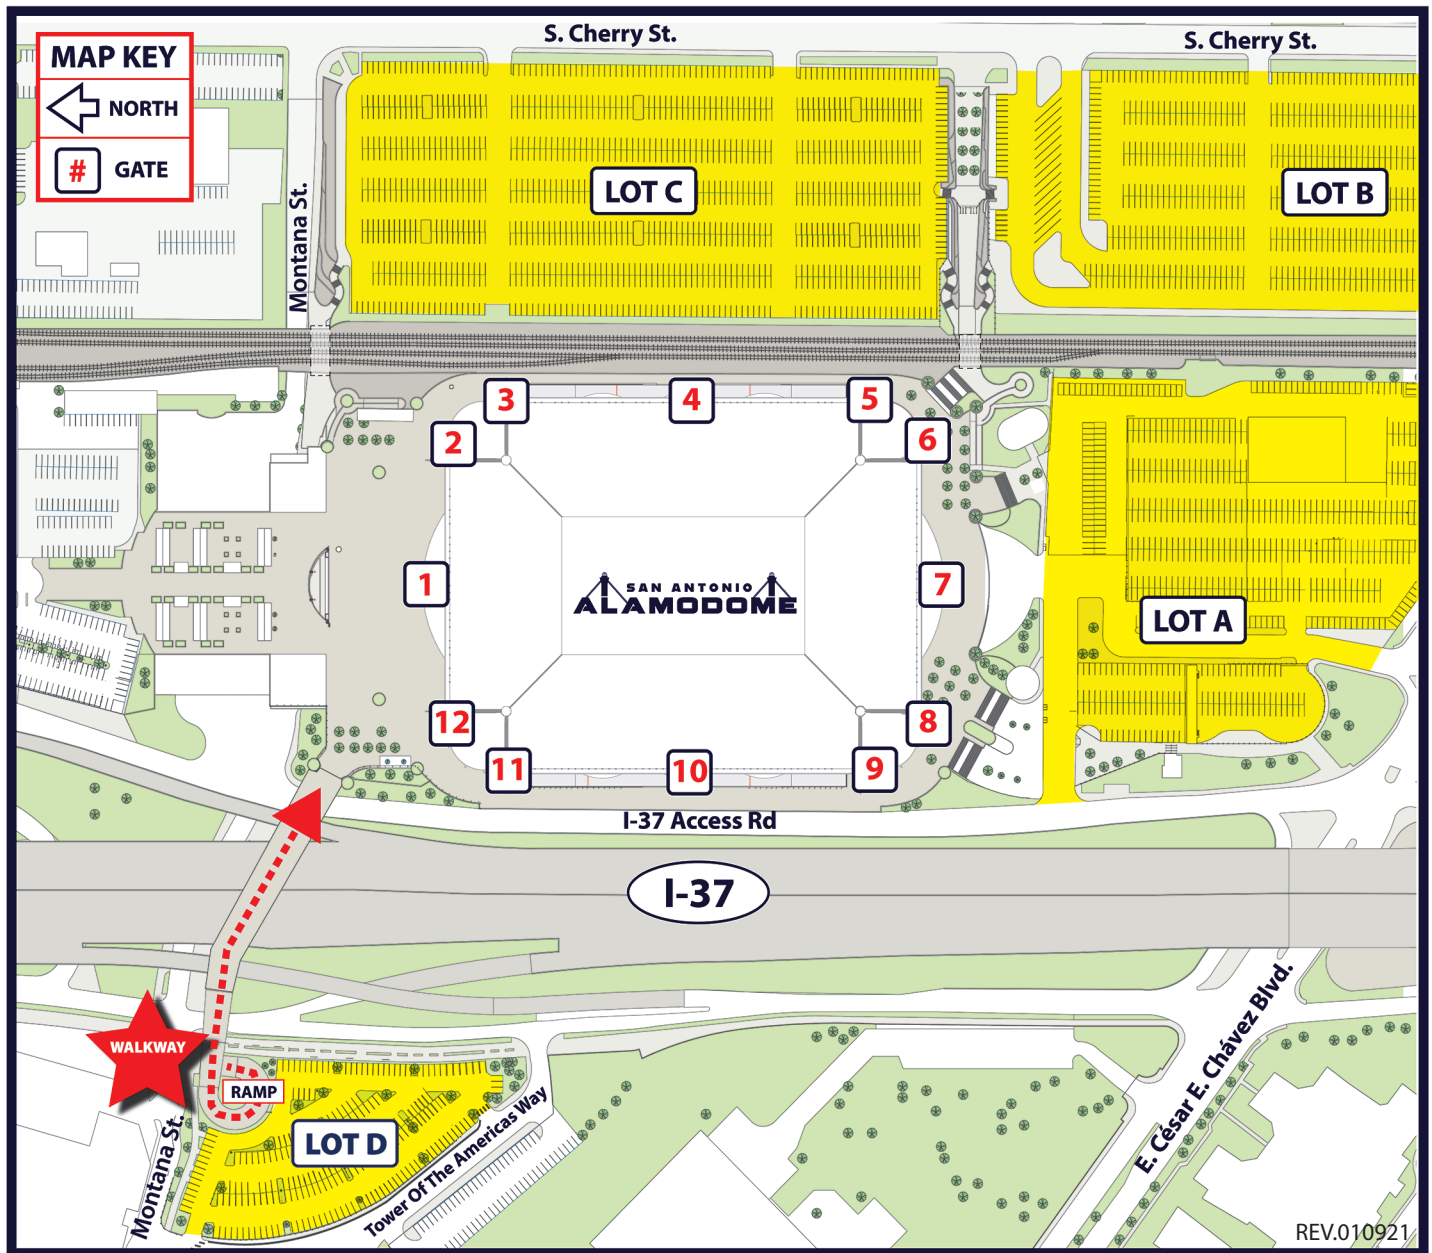 S. Cherry St.
S. Cherry St.
MAP KEY
NORTH
# GATE
LOT C
LOT B
Montana St.
3
4
5
2
6
1
SAN ANTONIO
ALAMODOME
7
LOT A
12
8
11
10
9
I-37 Access Rd
I-37
WALKWAY
RAMP
LOT D
Montana St.
Tower Of The Americas Way
E. César E. Chávez Blvd.
REV.010921